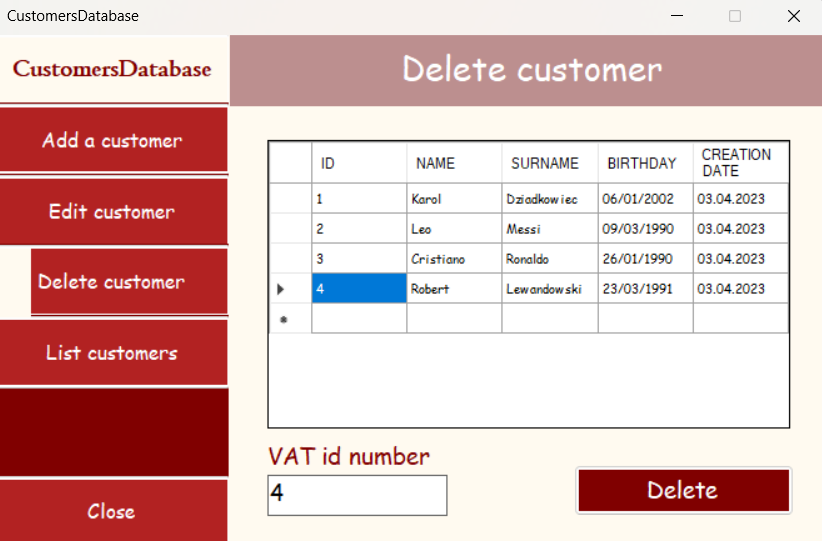 CustomersDatabase
CustomersDatabase
Delete customer
Add a customer
Edit customer
Delete customer
List customers
Close
ID NAME SURNAME BIRTHDAY CREATION DATE
1 Karol Dziadkowiec 06/01/2002 03.04.2023
2 Leo Messi 09/03/1990 03.04.2023
3 Cristiano Ronaldo 26/01/1990 03.04.2023
4 Robert Lewandowski 23/03/1991 03.04.2023
VAT id number
4
Delete